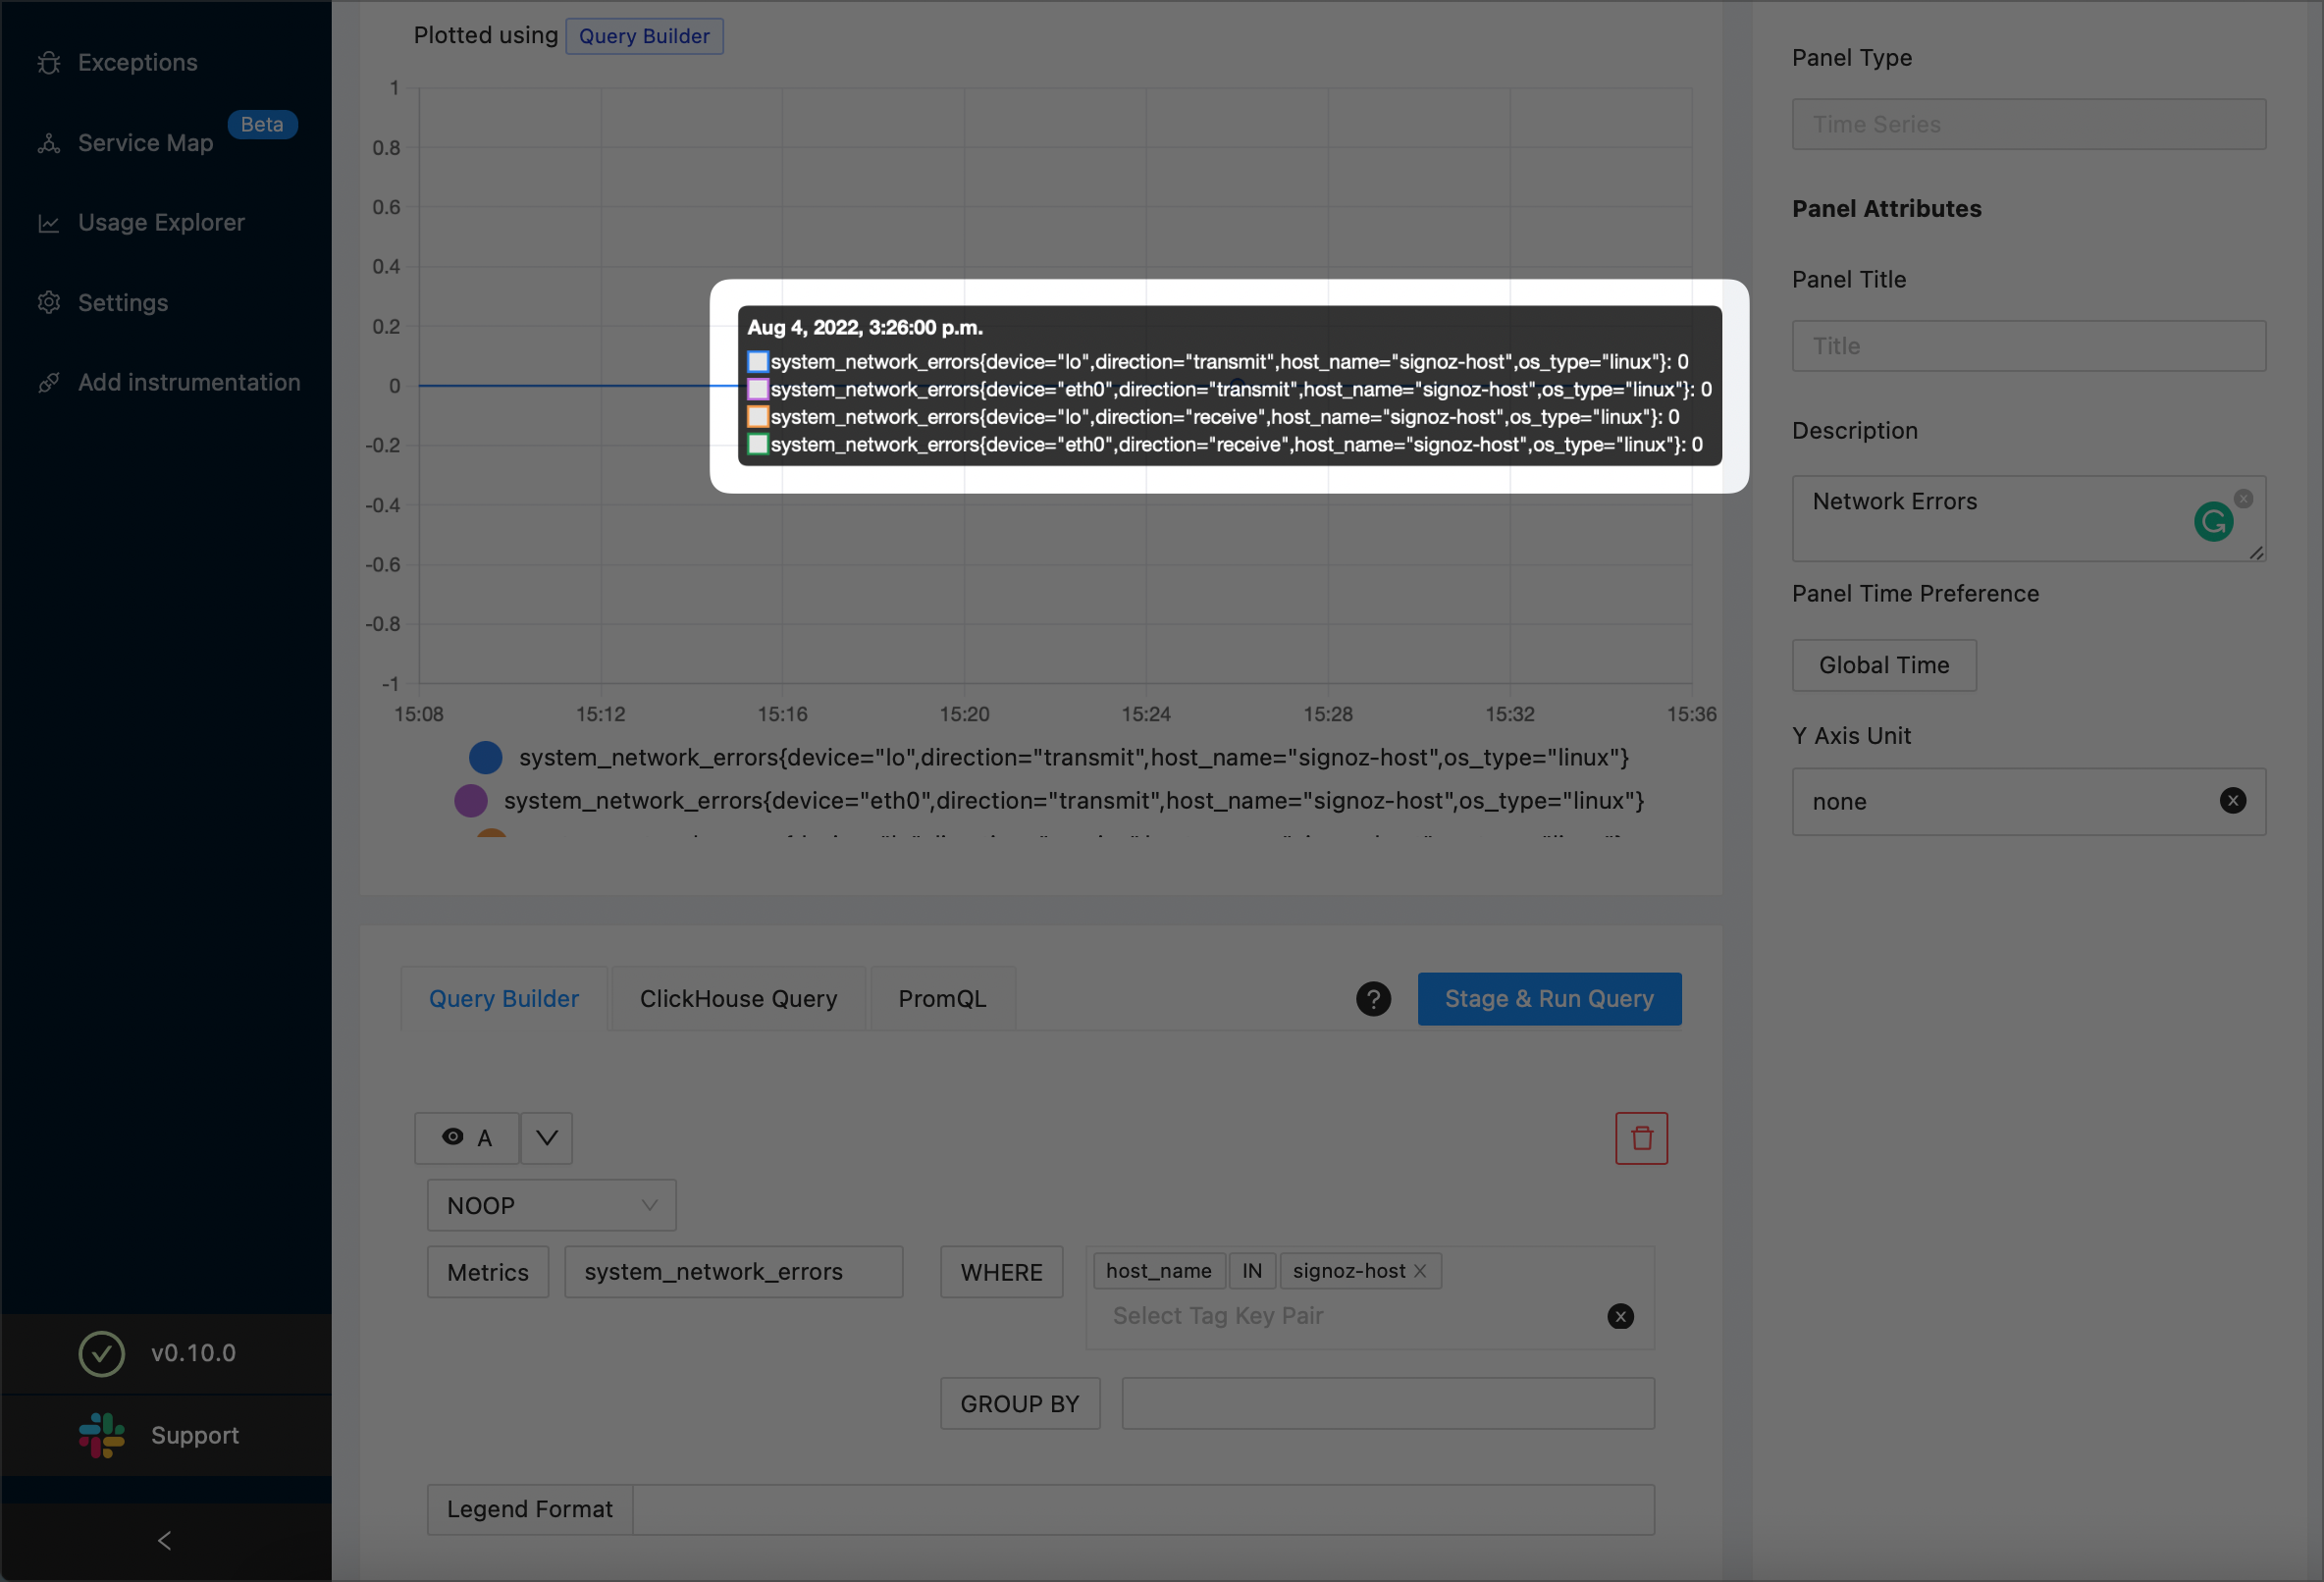 Exceptions
Service Map
Beta
Usage Explorer
Settings
Add instrumentation
v0.10.0
Support
Plotted using Query Builder
1
0.8
0.6
0.4
0.2
0
-0.2
-0.4
-0.6
-0.8
-1
15:08 15:12 15:16 15:20 15:24 15:28 15:32 15:36
Aug 4, 2022, 3:26:00 p.m.
system_network_errors{device="lo",direction="transmit",host_name="signoz-host",os_type="linux"}: 0
system_network_errors{device="eth0",direction="transmit",host_name="signoz-host",os_type="linux"}: 0
system_network_errors{device="lo",direction="receive",host_name="signoz-host",os_type="linux"}: 0
system_network_errors{device="eth0",direction="receive",host_name="signoz-host",os_type="linux"}: 0
system_network_errors{device="lo",direction="transmit",host_name="signoz-host",os_type="linux"}
system_network_errors{device="eth0",direction="transmit",host_name="signoz-host",os_type="linux"}
Query Builder ClickHouse Query PromQL
Stage & Run Query
A
NOOP
Metrics system_network_errors WHERE host_name IN signoz-host
Select Tag Key Pair
GROUP BY
Legend Format
Panel Type
Time Series
Panel Attributes
Panel Title
Title
Description
Network Errors
Panel Time Preference
Global Time
Y Axis Unit
none